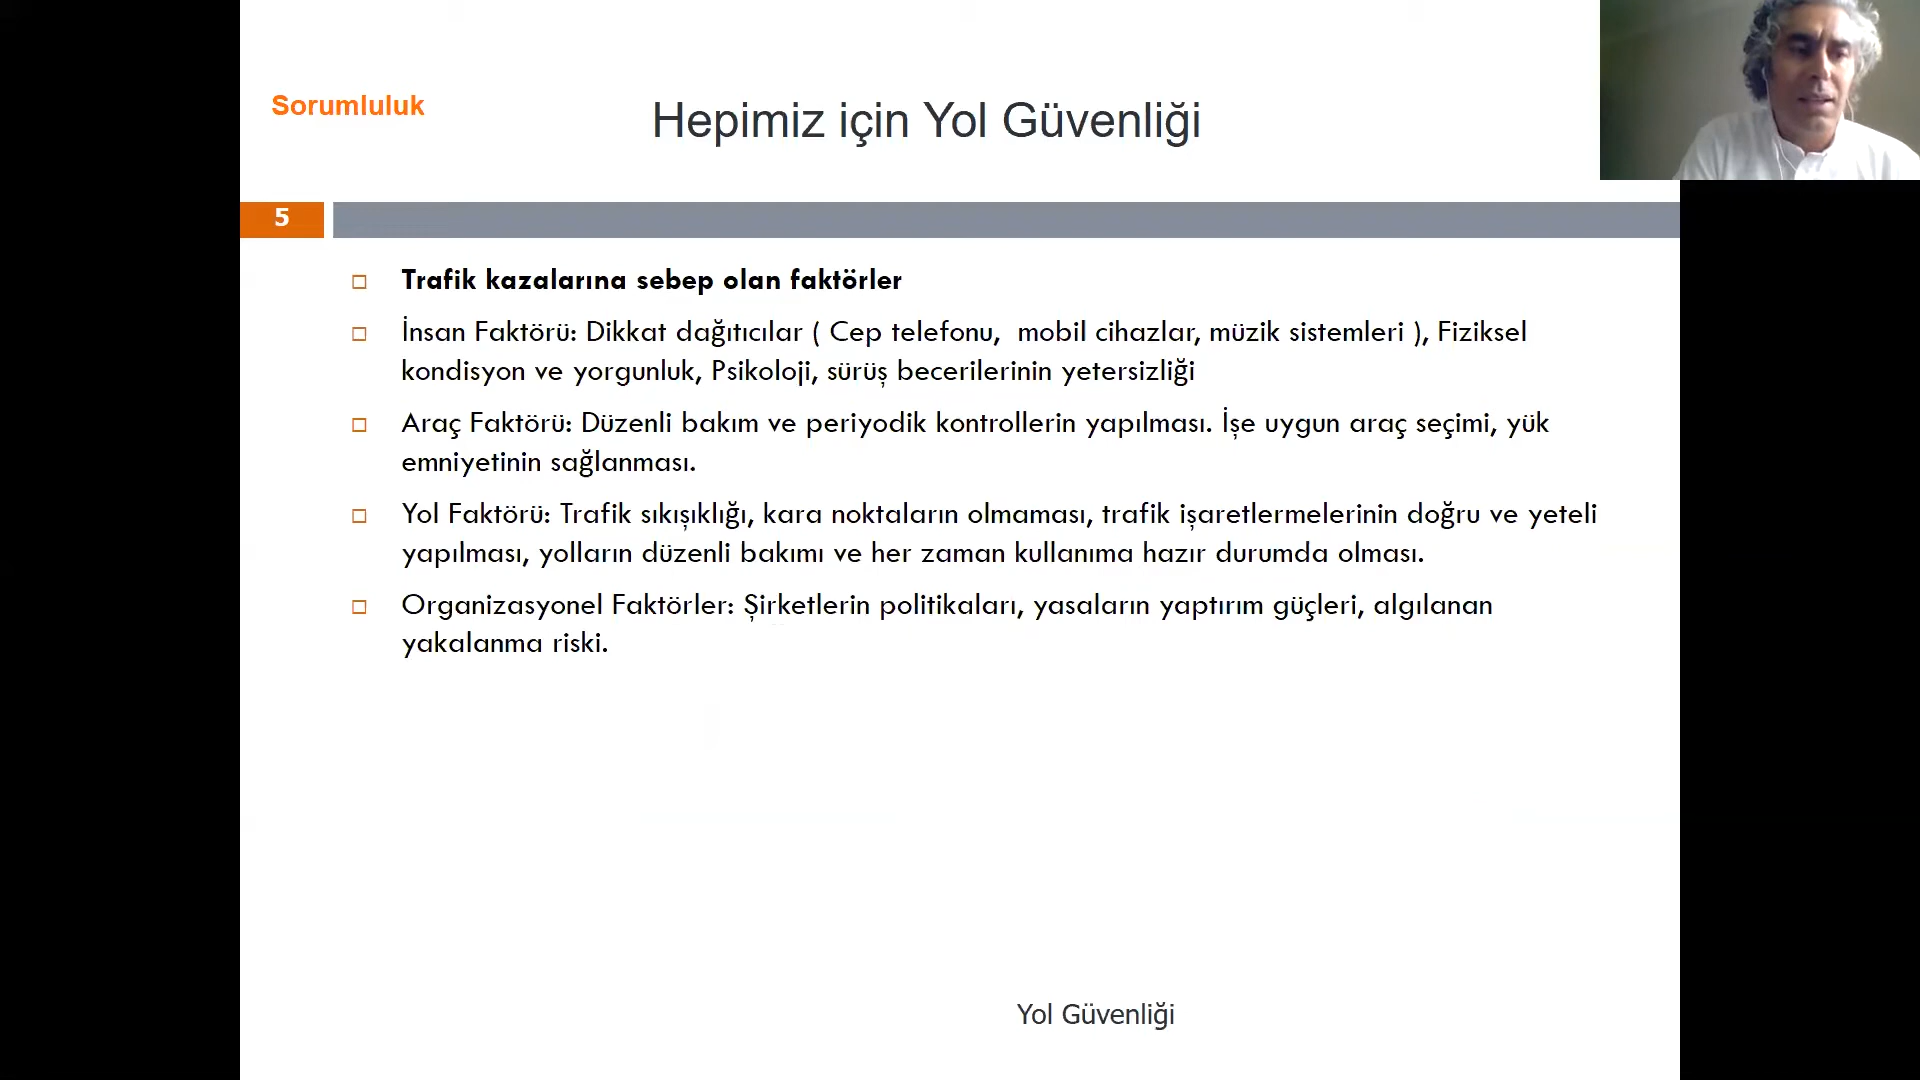 Sorumluluk
Hepimiz için Yol Güvenliği
5
Trafik kazalarına sebep olan faktörler
İnsan Faktörü: Dikkat dağıtıcılar ( Cep telefonu,  mobil cihazlar, müzik sistemleri ), Fiziksel
kondisyon ve yorgunluk, Psikoloji, sürüş becerilerinin yetersizliği
Araç Faktörü: Düzenli bakım ve periyodik kontrollerin yapılması. İşe uygun araç seçimi, yük
emniyetinin sağlanması.
Yol Faktörü: Trafik sıkışıklığı, kara noktaların olmaması, trafik işaretlermelerinin doğru ve yeteli
yapılması, yolların düzenli bakımı ve her zaman kullanıma hazır durumda olması.
Organizasyonel Faktörler: Şirketlerin politikaları, yasaların yaptırım güçleri, algılanan
yakalanma riski.
Yol Güvenliği